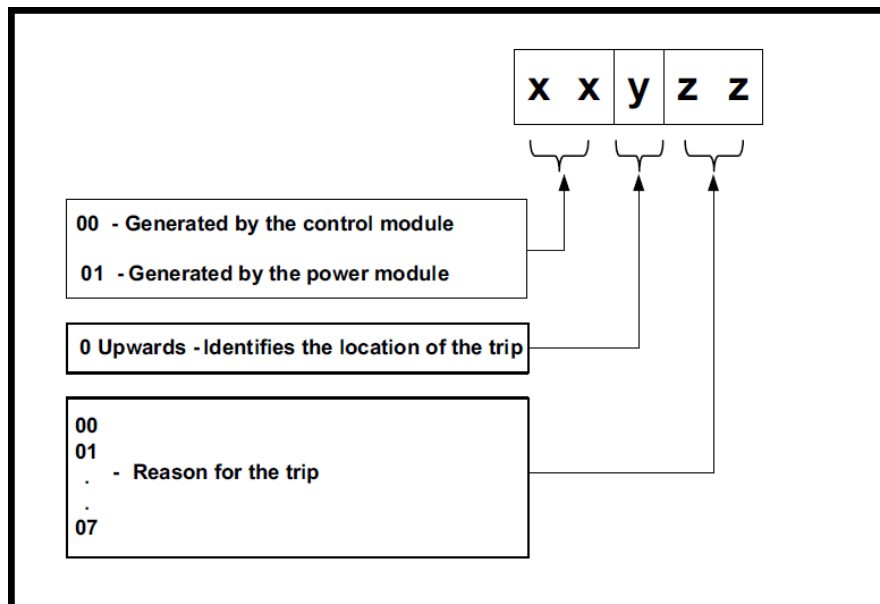 x x y z z
00 - Generated by the control module
01 - Generated by the power module
0 Upwards - Identifies the location of the trip
00
01
.
- Reason for the trip
.
07